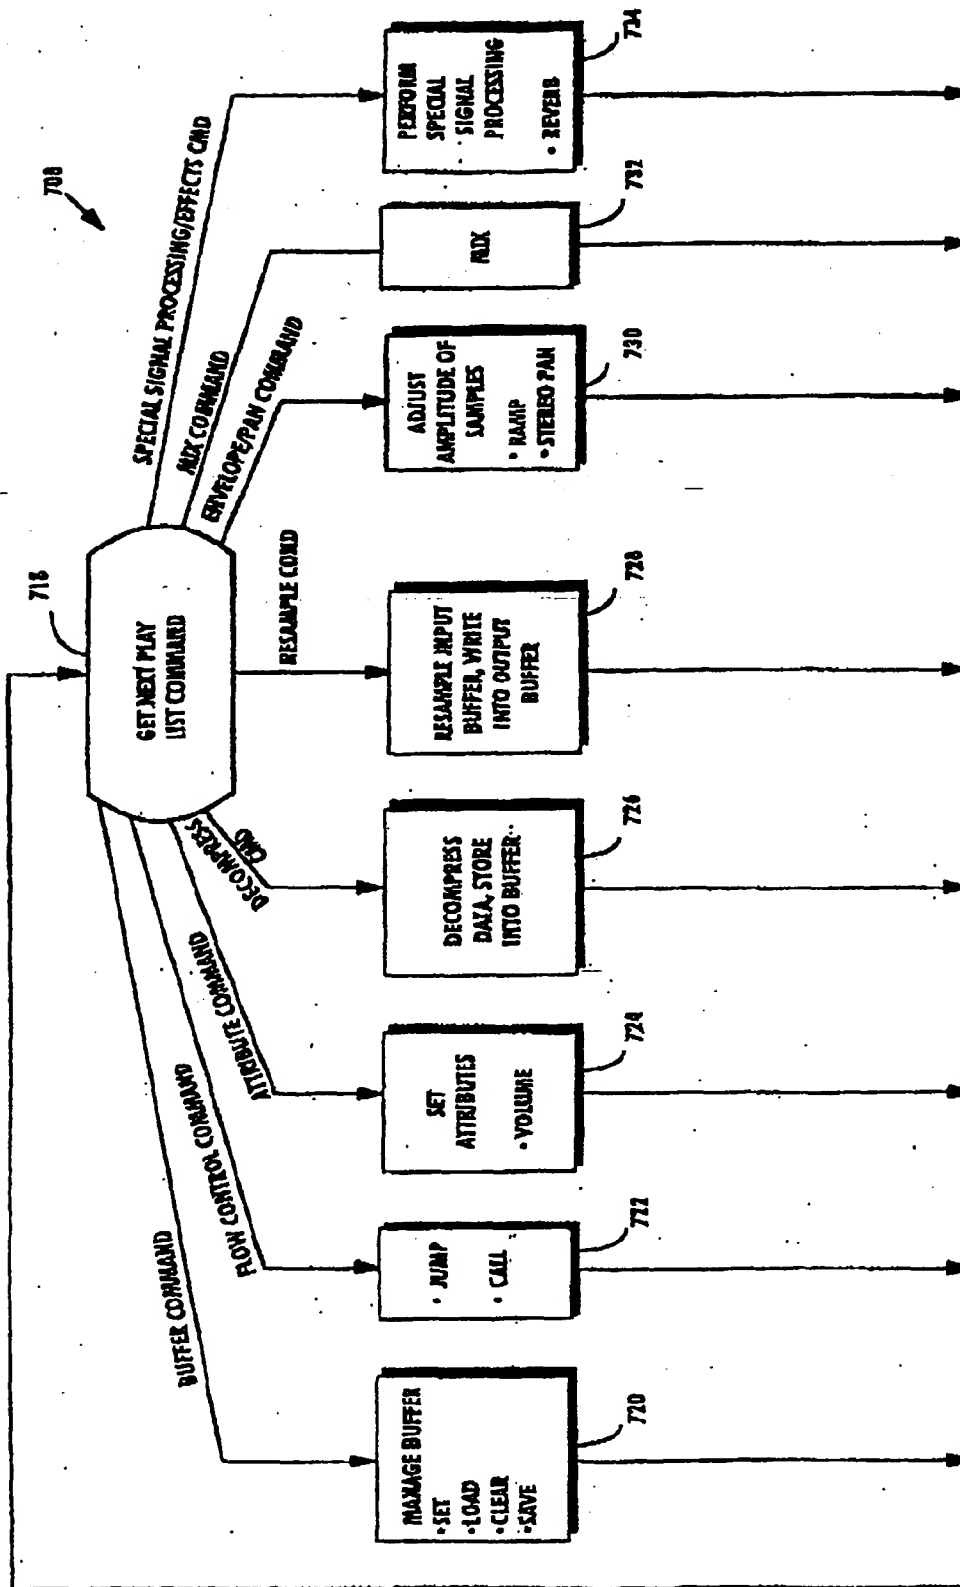 708
718
GET NEXT PLAY
LIST COMMAND
BUFFER COMMAND
FLOW CONTROL COMMAND
ATTRIBUTE COMMAND
DECOMPRESS
CMD
RESAMPLE COMD
ENVELOPE/PAN COMMAND
MIX COMMAND
SPECIAL SIGNAL PROCESSING/EFFECTS CMD
MANAGE BUFFER
•SET
•LOAD
•CLEAR
•SAVE
720
• JUMP
• CALL
722
SET
ATTRIBUTES
• VOLUME
724
DECOMPRESS
DATA, STORE
INTO BUFFER
726
RESAMPLE INPUT
BUFFER, WRITE
INTO OUTPUT
BUFFER
728
ADJUST
AMPLITUDE OF
SAMPLES
• RAMP
• STEREO PAN
730
MIX
732
PERFORM
SPECIAL
SIGNAL
PROCESSING
• REVERB
734